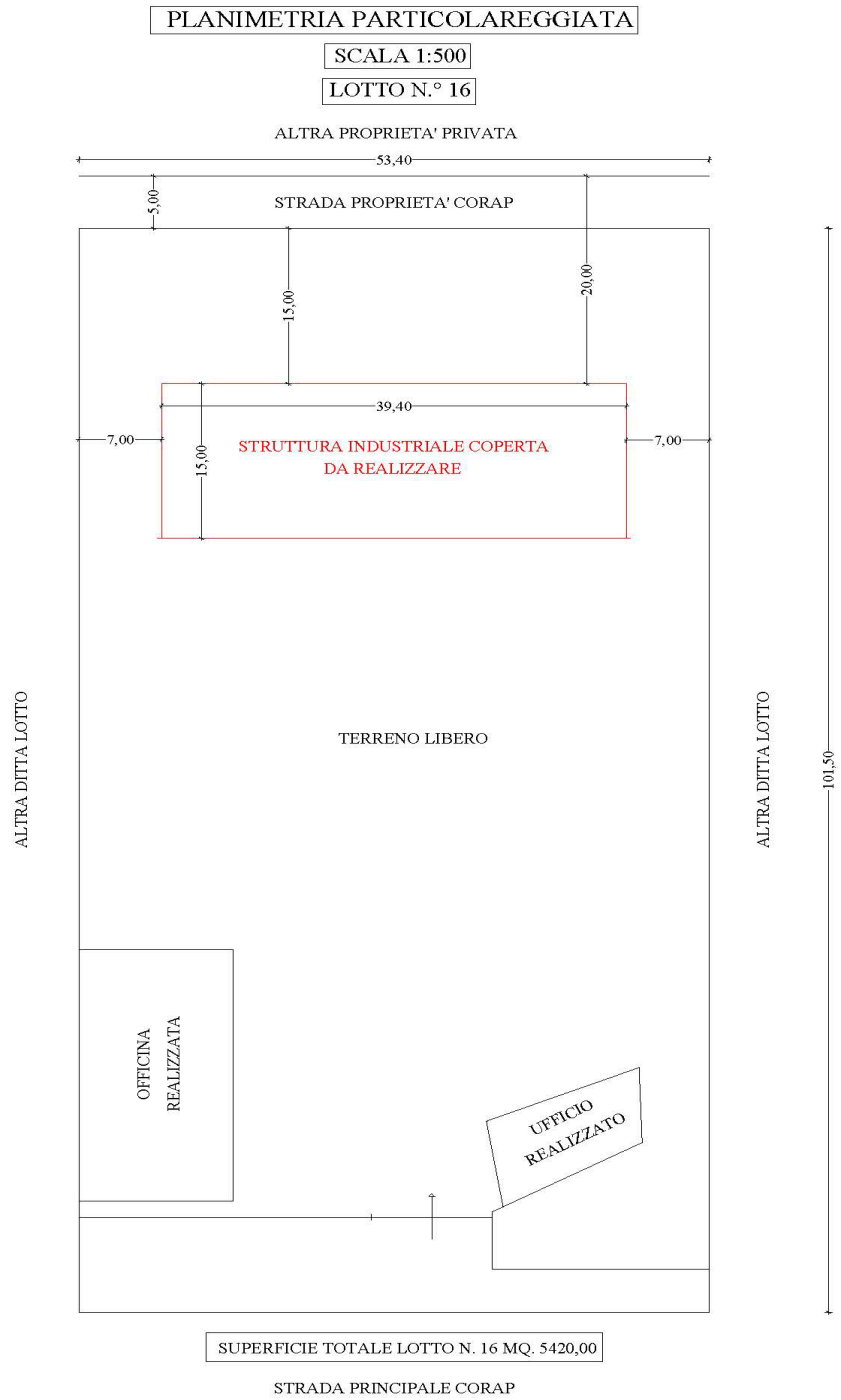 PLANIMETRIA PARTICOLAREGGIATA
SCALA 1:500
LOTTO N.° 16
ALTRA PROPRIETA' PRIVATA
53,40
5,00
STRADA PROPRIETA' CORAP
15,00
20,00
39,40
7,00
7,00
15,00
STRUTTURA INDUSTRIALE COPERTA
DA REALIZZARE
ALTRA DITTA LOTTO
TERRENO LIBERO
ALTRA DITTA LOTTO
101,50
OFFICINA
REALIZZATA
UFFICIO
REALIZZATO
SUPERFICIE TOTALE LOTTO N. 16 MQ. 5420,00
STRADA PRINCIPALE CORAP